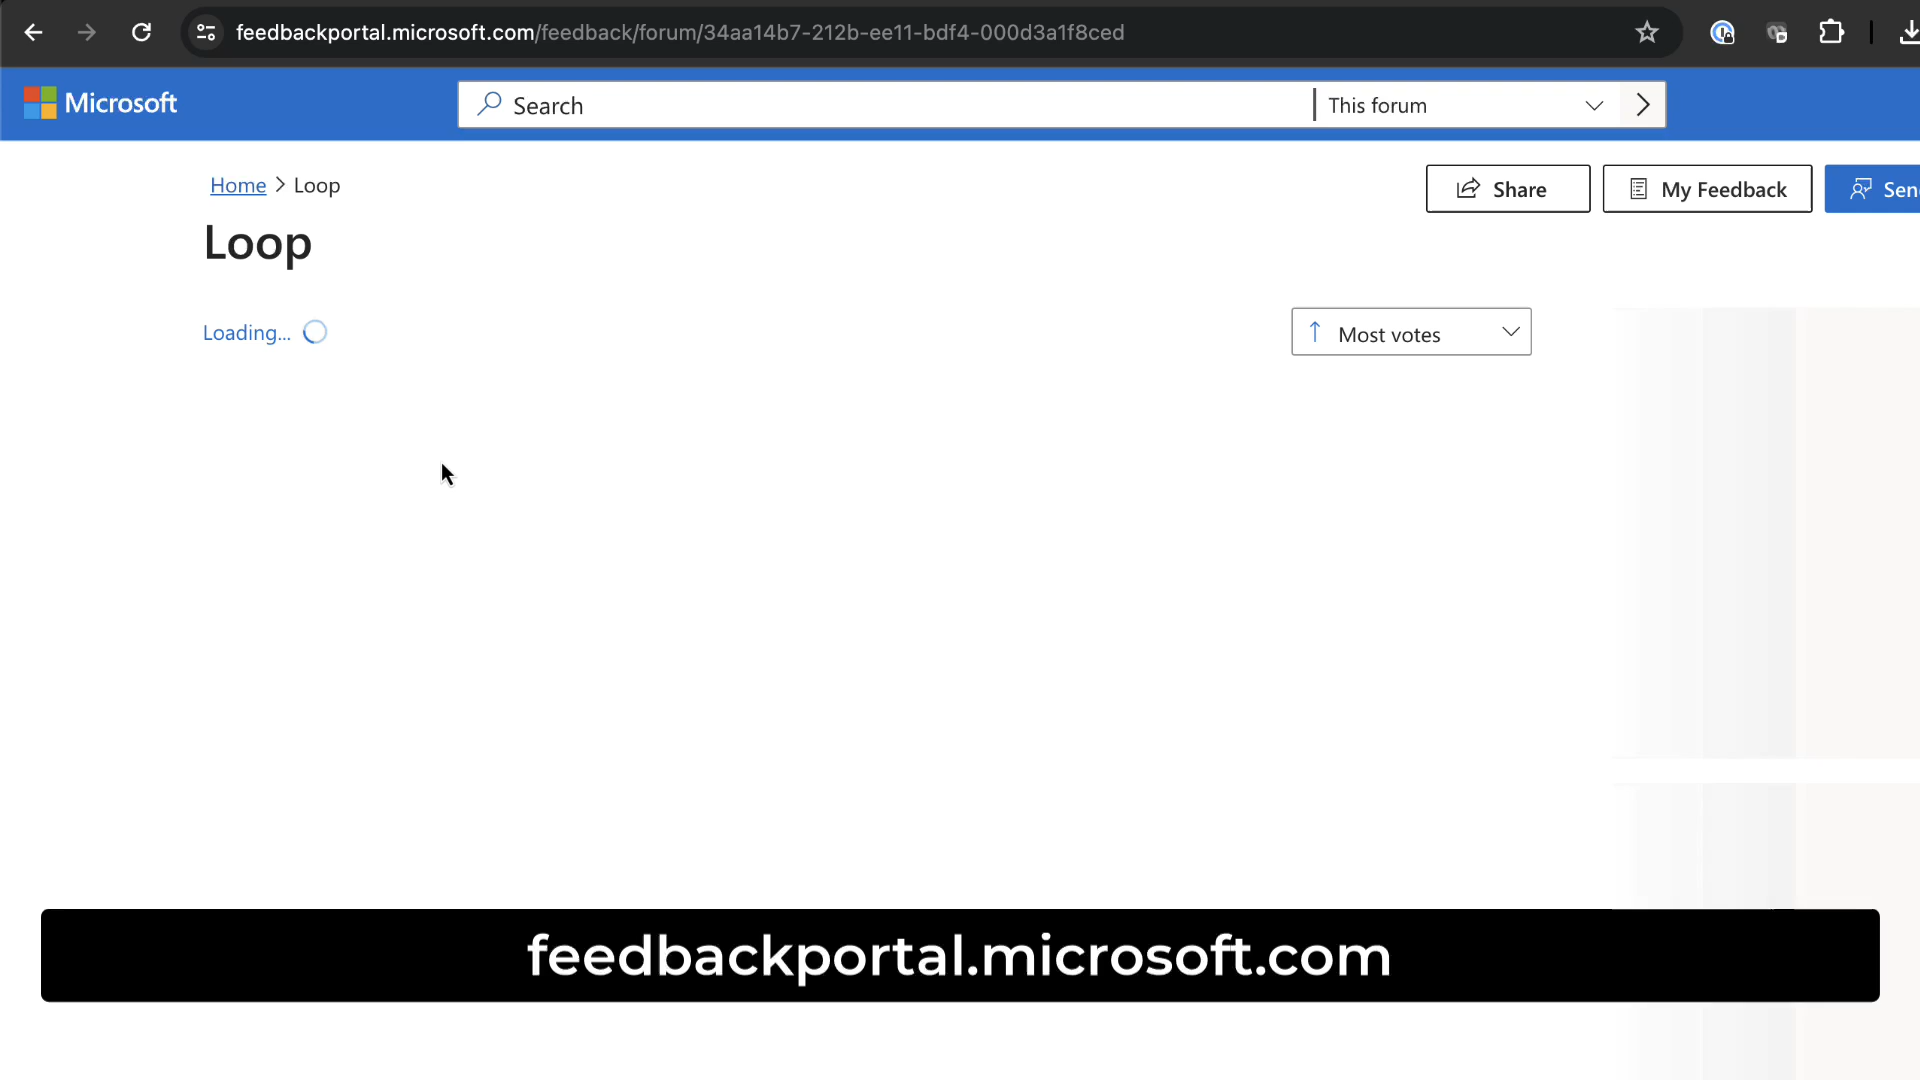 feedbackportal.microsoft.com/feedback/forum/34aa14b7-212b-ee11-bdf4-000d3a1f8ced
Microsoft
Search
This forum
Home > Loop
Share
My Feedback
Sen
Loop
Loading...
Most votes
feedbackportal.microsoft.com